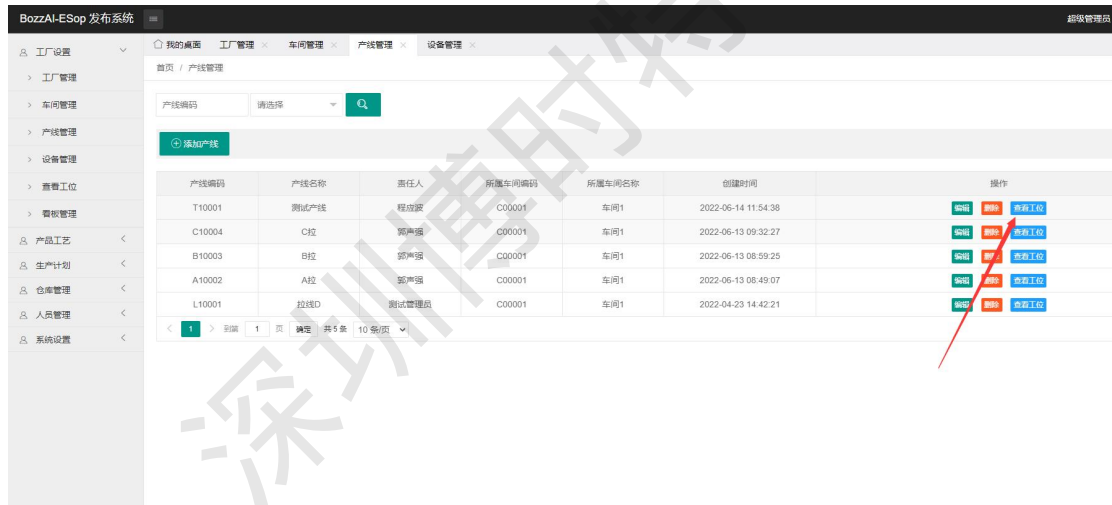 BozzAI-ESop 发布系统
超级管理员
工厂设置
工厂管理
车间管理
产线管理
设备管理
查看工位
看板管理
产品工艺
生产计划
仓库管理
人员管理
系统设置
我的桌面 工厂管理 车间管理 产线管理 设备管理
首页 / 产线管理
产线编码 请选择
添加产线
产线编码 产线名称 责任人 所属车间编码 所属车间名称 创建时间 操作
T10001 测试产线 程应波 C00001 车间1 2022-06-14 11:54:38 编辑 删除 查看工位
C10004 C拉 郭声强 C00001 车间1 2022-06-13 09:32:27 编辑 删除 查看工位
B10003 B拉 郭声强 C00001 车间1 2022-06-13 08:59:25 编辑 删除 查看工位
A10002 A拉 郭声强 C00001 车间1 2022-06-13 08:49:07 编辑 删除 查看工位
L10001 拉线D 测试管理员 C00001 车间1 2022-04-23 14:42:21 编辑 删除 查看工位
1 到第 1 页 确定 共5条 10 条/页
深圳博时特